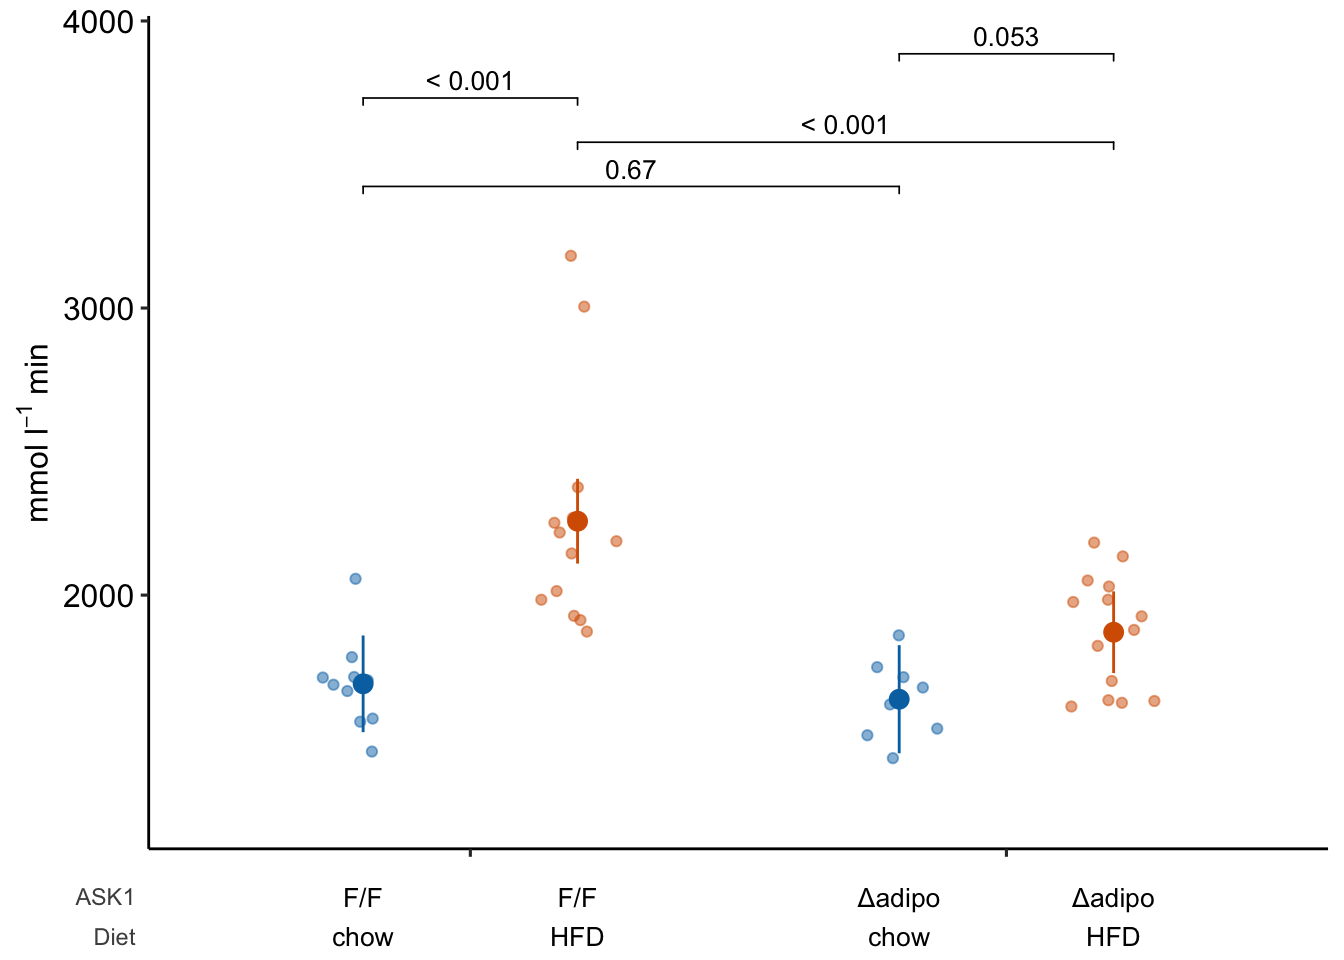 4000
0.053
< 0.001
< 0.001
0.67
3000
mmol l⁻¹ min
2000
ASK1 F/F F/F Δadipo Δadipo
Diet chow HFD chow HFD